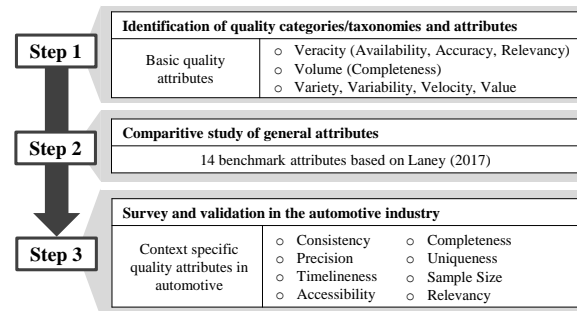 Identification of quality categories/taxonomies and attributes
Step 1
Basic quality
attributes
o Veracity (Availability, Accuracy, Relevancy)
o Volume (Completeness)
o Variety, Variability, Velocity, Value
Comparitive study of general attributes
Step 2
14 benchmark attributes based on Laney (2017)
Survey and validation in the automotive industry
Step 3
Context specific
quality attributes in
automotive
o Consistency
o Precision
o Timelineness
o Accessibility
o Completeness
o Uniqueness
o Sample Size
o Relevancy